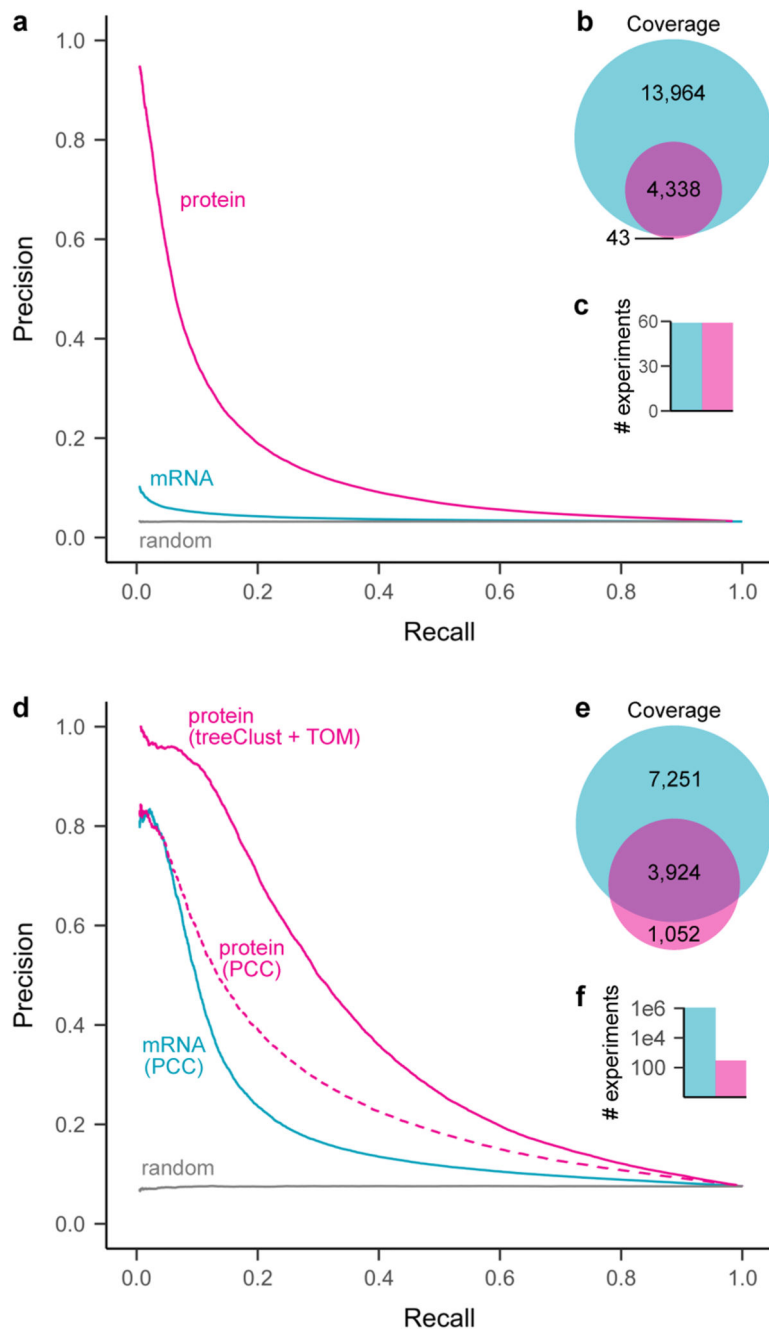 a
1.0
0.8
0.6
0.4
0.2
0.0
Precision
protein
mRNA
random
0.0 0.2 0.4 0.6 0.8 1.0
Recall
b
Coverage
13,964
4,338
43
c
# experiments
60
30
0
d
1.0
0.8
0.6
0.4
0.2
0.0
Precision
protein
(treeClust + TOM)
protein
(PCC)
mRNA
(PCC)
random
0.0 0.2 0.4 0.6 0.8 1.0
Recall
e
Coverage
7,251
3,924
1,052
f
# experiments
1e6
1e4
100